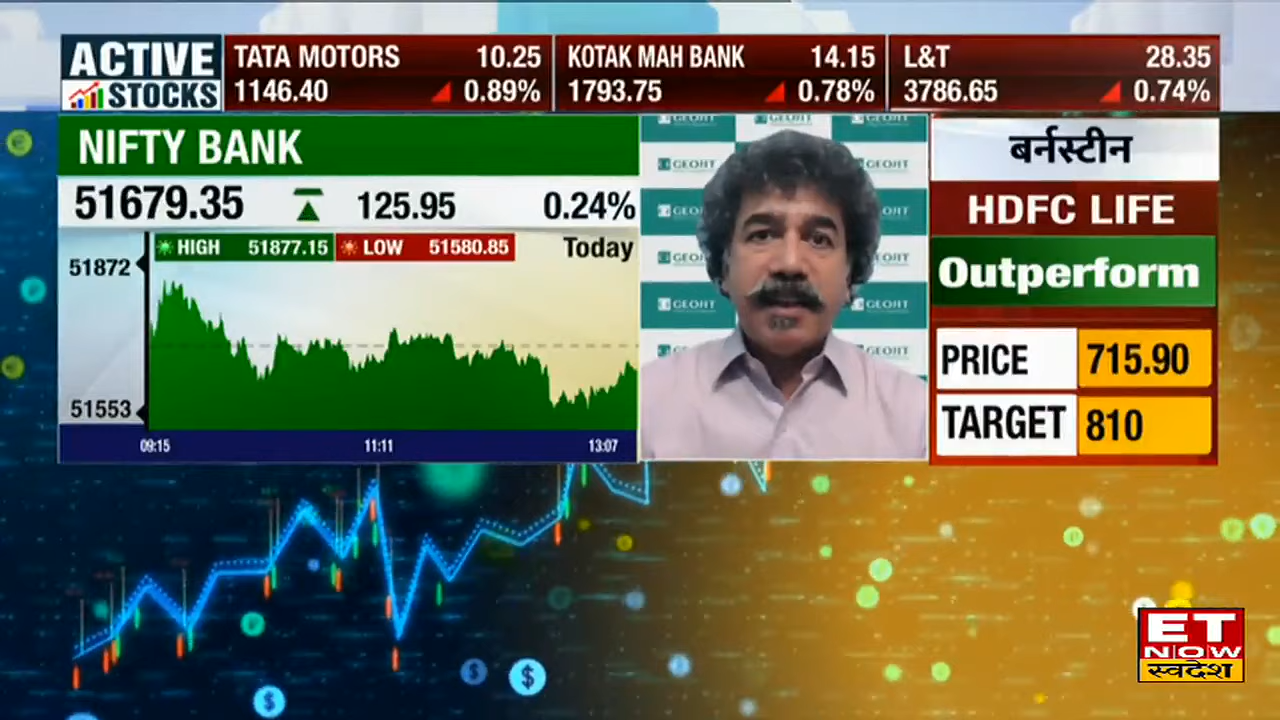 ACTIVE STOCKS
TATA MOTORS 10.25
1146.40 0.89%
KOTAK MAH BANK 14.15
1793.75 0.78%
L&T 28.35
3786.65 0.74%
NIFTY BANK
51679.35 125.95 0.24%
HIGH 51877.15 LOW 51580.85 Today
51872
51553
09:15 11:11 13:07
GEOJIT
बर्नस्टीन
HDFC LIFE
Outperform
PRICE 715.90
TARGET 810
ET
NOW
स्वदेश